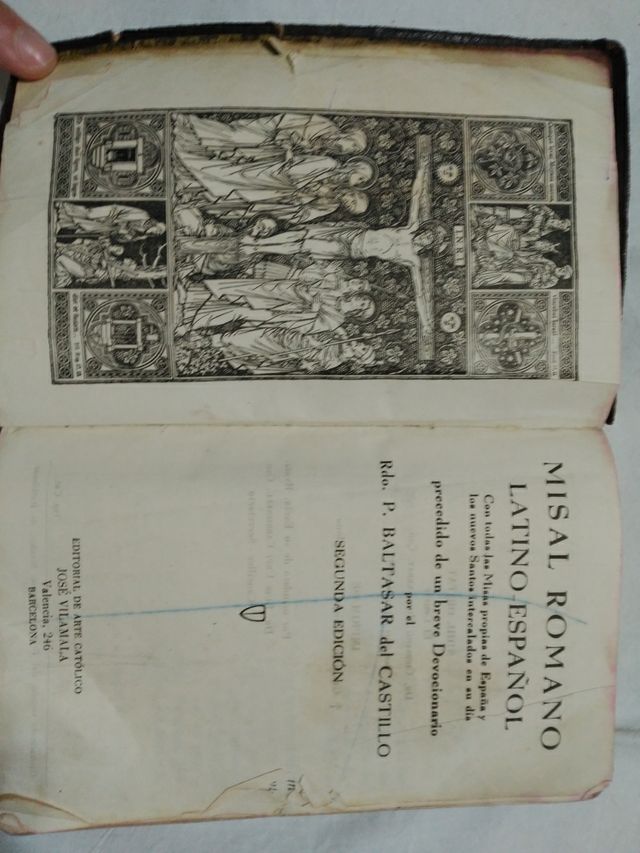 INRI
MISAL ROMANO
LATINO-ESPAÑOL
Con todas las Misas propias de España y
los nuevos Santos intercalados en su día
precedido de un breve Devocionario
por el
Rdo. P. BALTASAR del CASTILLO
SEGUNDA EDICIÓN
EDITORIAL DE ARTE CATÓLICO
JOSÉ VILAMALA
Valencia, 246
BARCELONA